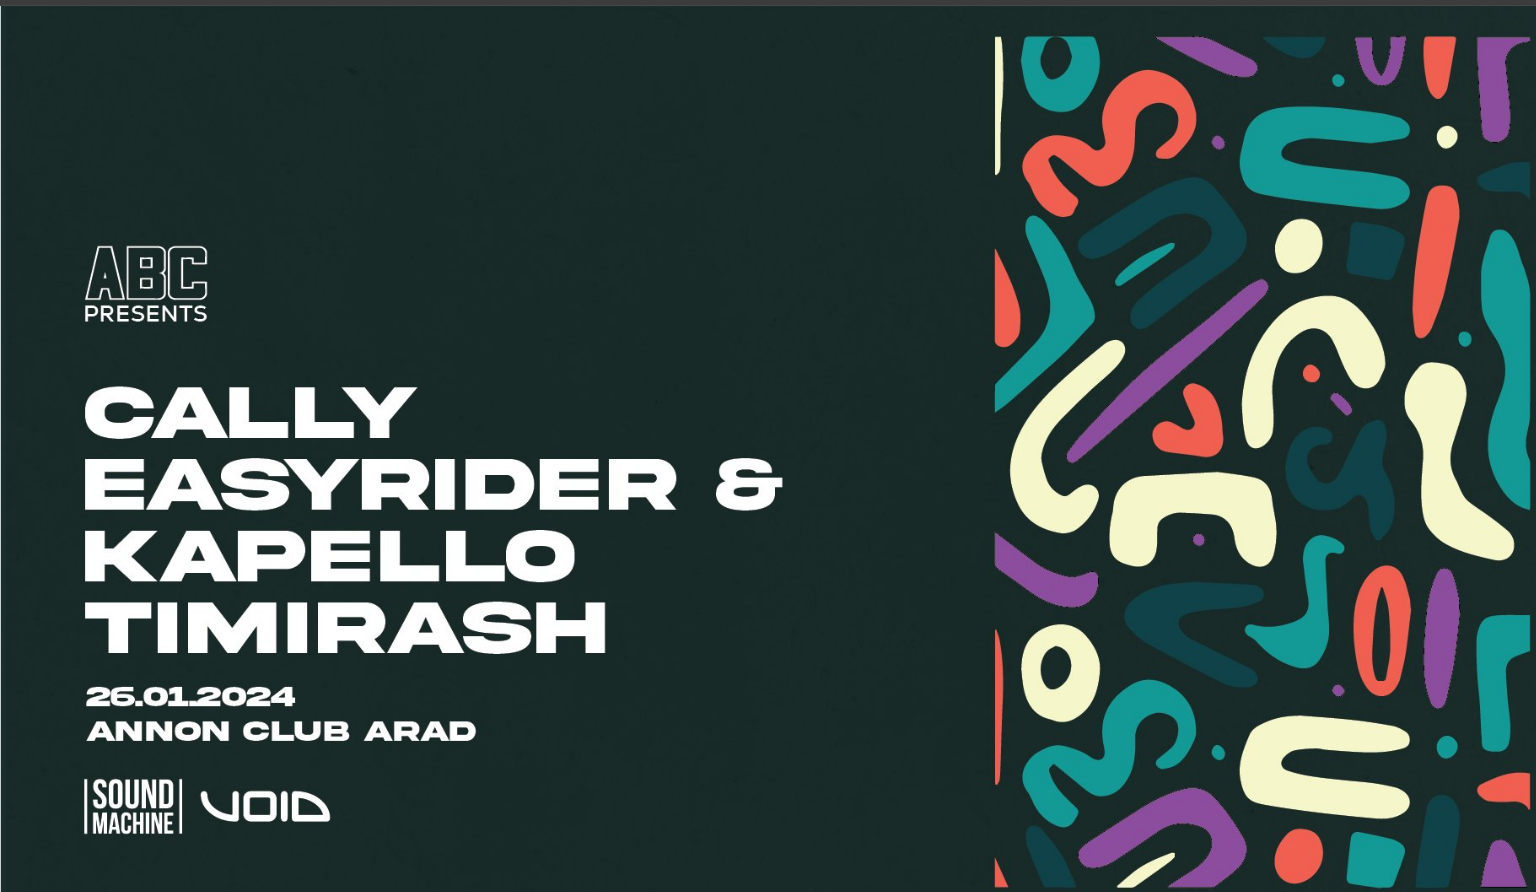 ABC
PRESENTS
CALLY
EASYRIDER &
KAPELLO
TIMIRASH
26.01.2024
ANNON CLUB ARAD
SOUND
MACHINE
VOID